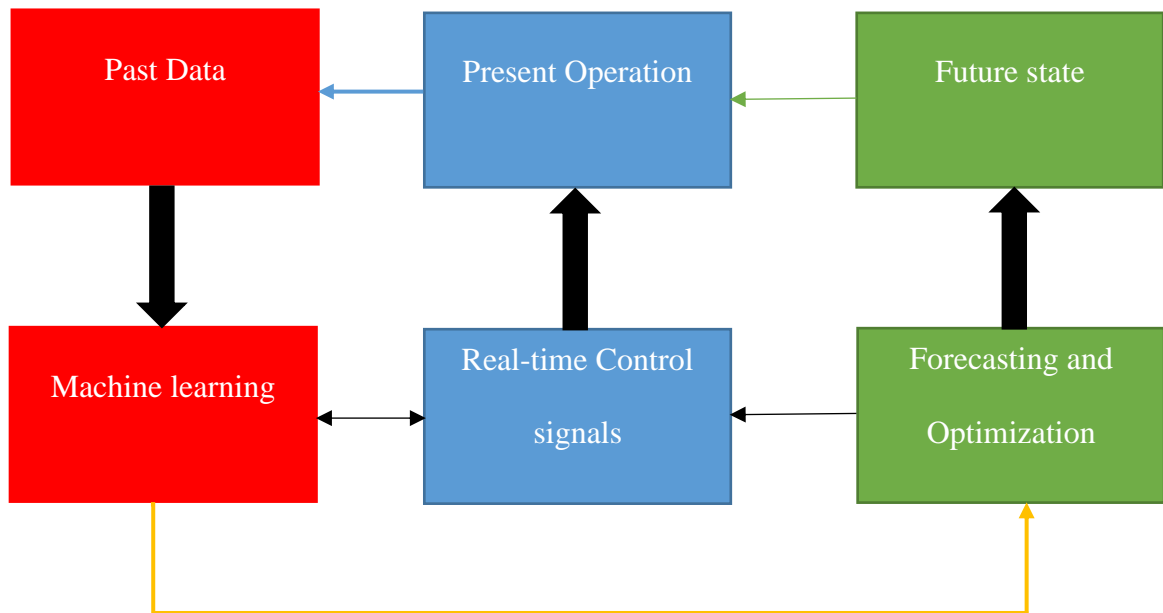 Past Data
Present Operation
Future state
Machine learning
Real-time Control
signals
Forecasting and
Optimization